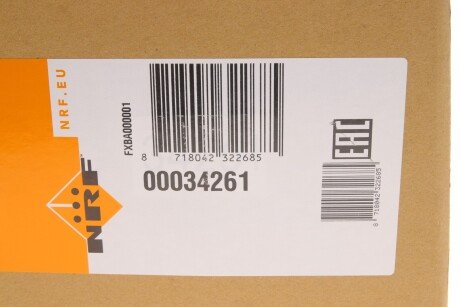 NRF.EU
NRF
FXBA000001
8 718042 322685
00034261
EAC
8 718042 322685